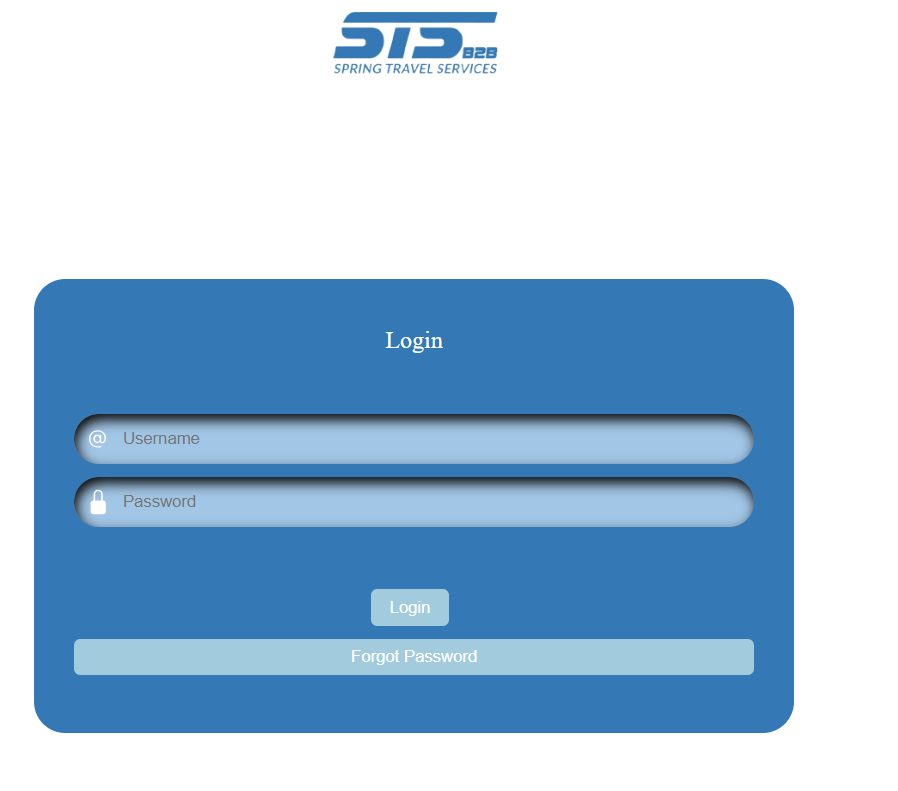 STS B2B
SPRING TRAVEL SERVICES
Login
@ Username
Password
Login
Forgot Password